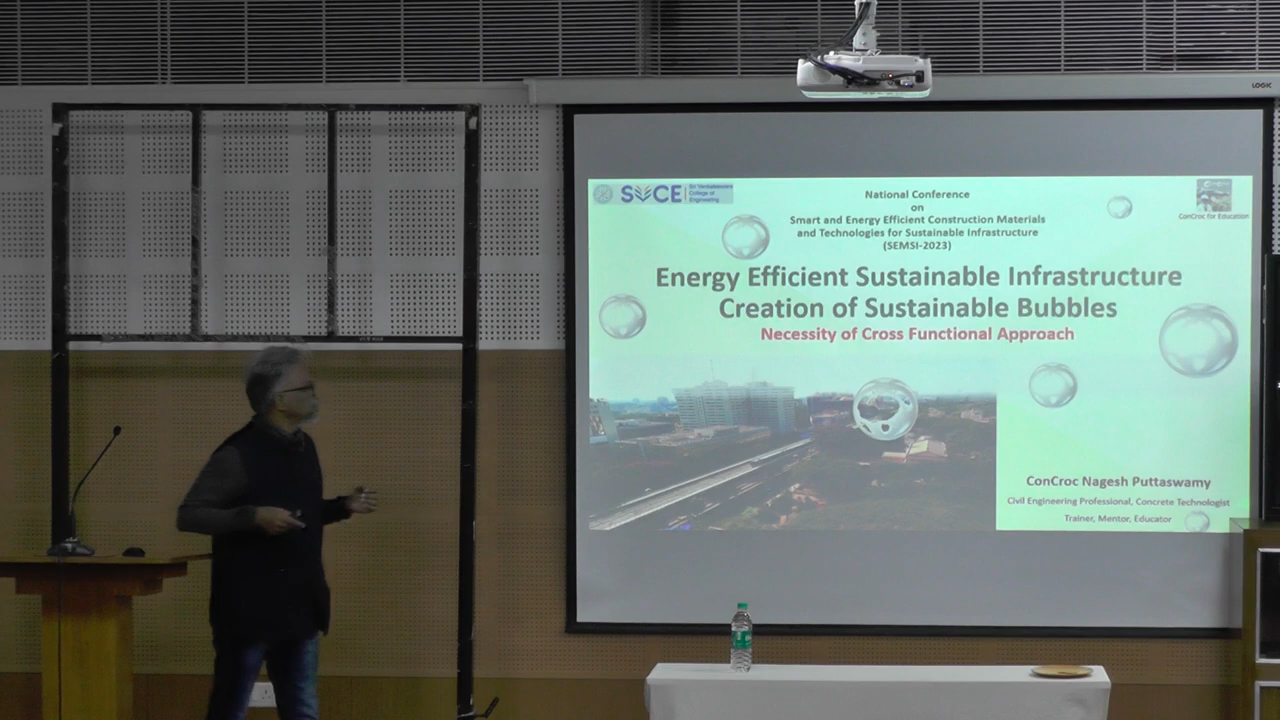 LOGIC
SVCE
Sri Venkateswara
College of
Engineering
National Conference
on
Smart and Energy Efficient Construction Materials
and Technologies for Sustainable Infrastructure
(SEMSI-2023)
ConCroc for Education
Energy Efficient Sustainable Infrastructure
Creation of Sustainable Bubbles
Necessity of Cross Functional Approach
ConCroc Nagesh Puttaswamy
Civil Engineering Professional, Concrete Technologist
Trainer, Mentor, Educator